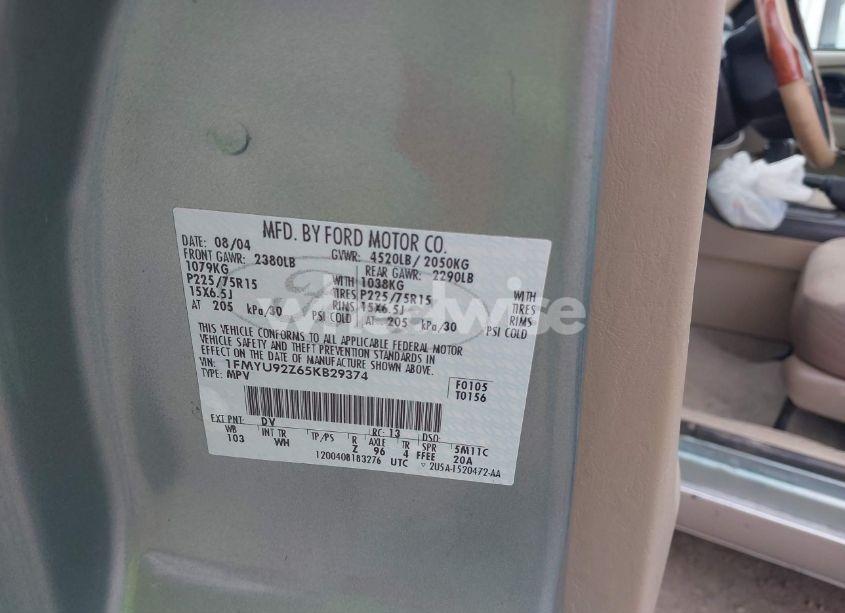 MFD. BY FORD MOTOR CO.
DATE: 08/04 GVWR: 4520LB/ 2050KG
FRONT GAWR: 2380LB REAR GAWR: 2290LB
1079KG WITH 1038KG WITH
P225/75R15 TIRES P225/75R15 TIRES
15X6.5J RIMS 15X6.5J RIMS
AT 205 kPa/30 PSI COLD AT 205 kPa/30 PSI COLD
THIS VEHICLE CONFORMS TO ALL APPLICABLE FEDERAL MOTOR
VEHICLE SAFETY AND THEFT PREVENTION STANDARDS IN
EFFECT ON THE DATE OF MANUFACTURE SHOWN ABOVE.
VIN: 1FMYU92Z65KB29374 F0105
TYPE: MPV T0156
EXT PNT: DV RC: 13 DSO:
WB INT TR TP/PS R AXLE TR SPR 5M11C
103 WH Z 96 4 FFEE 20A
1200408183276 UTC ▽ 2U5A-1520472-AA
wheelwise